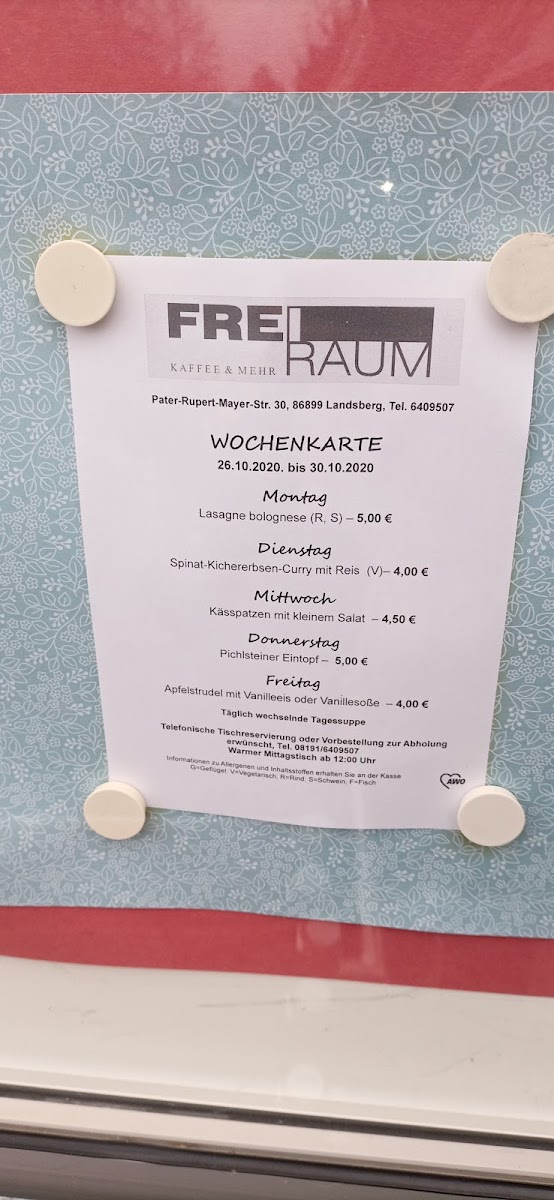 FREI
RAUM
KAFFEE & MEHR
Pater-Rupert-Mayer-Str. 30, 86899 Landsberg, Tel. 6409507
WOCHENKARTE
26.10.2020. bis 30.10.2020
Montag
Lasagne bolognese (R, S) – 5,00 €
Dienstag
Spinat-Kichererbsen-Curry mit Reis (V)– 4,00 €
Mittwoch
Kässpatzen mit kleinem Salat – 4,50 €
Donnerstag
Pichlsteiner Eintopf – 5,00 €
Freitag
Apfelstrudel mit Vanilleeis oder Vanillesoße – 4,00 €
Täglich wechselnde Tagessuppe
Telefonische Tischreservierung oder Vorbestellung zur Abholung
erwünscht, Tel. 08191/6409507
Warmer Mittagstisch ab 12:00 Uhr
Informationen zu Allergenen und Inhaltsstoffen erhalten Sie an der Kasse
G=Geflügel, V=Vegetarisch, R=Rind, S=Schwein, F=Fisch
AWO